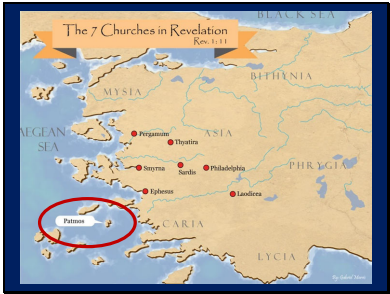 The 7 Churches in Revelation
Rev. 1:11
BLACK SEA
BITHYNIA
MYSIA
AEGEAN
SEA
Pergamum
Thyatira
ASIA
Smyrna
Sardis
Philadelphia
PHRYGIA
Ephesus
Laodicea
Patmos
CARIA
LYCIA